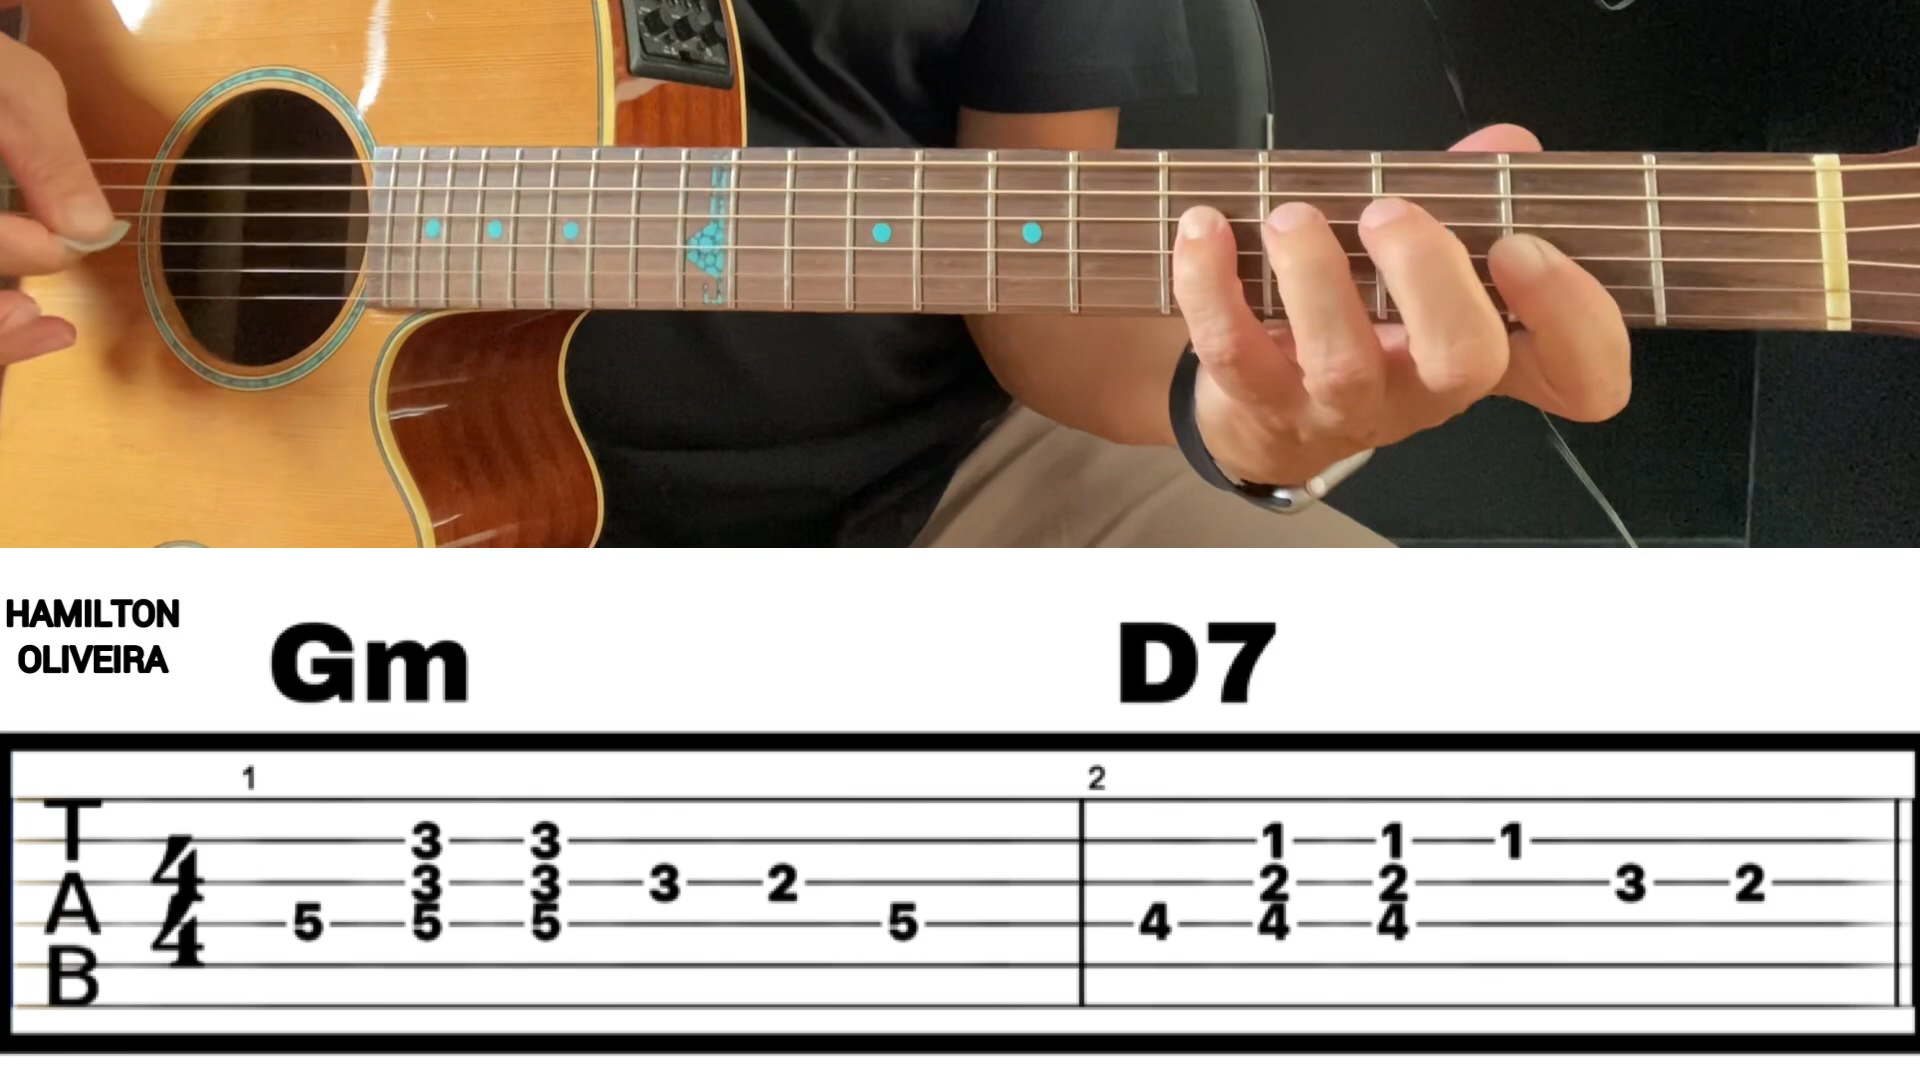 HAMILTON
OLIVEIRA
Gm D7
1 2
T
A
B
4
4
3 3 1 1 1
3 3 3 2 2 2 3 2
5 5 5 5 4 4 4